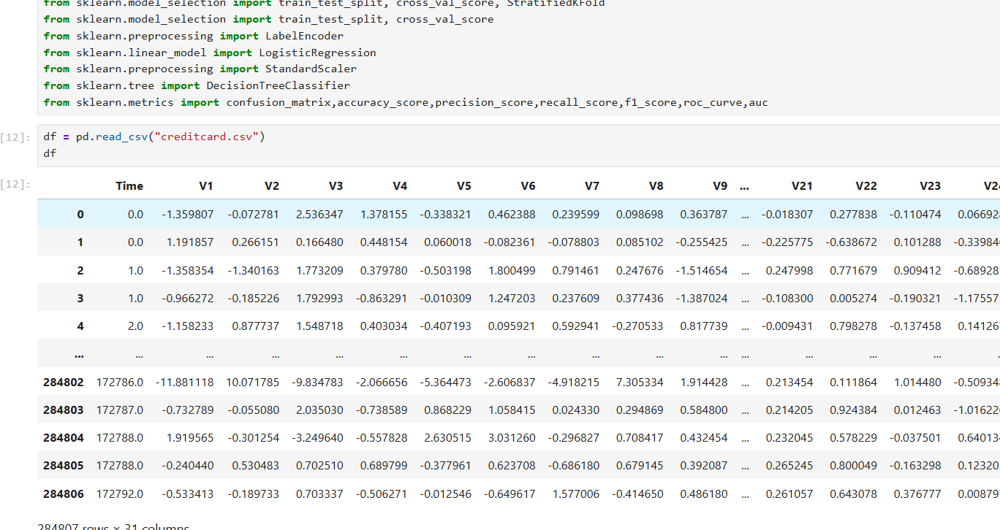 from sklearn.model_selection import train_test_split, cross_val_score, StratifiedKFold
from sklearn.model_selection import train_test_split, cross_val_score
from sklearn.preprocessing import LabelEncoder
from sklearn.linear_model import LogisticRegression
from sklearn.preprocessing import StandardScaler
from sklearn.tree import DecisionTreeClassifier
from sklearn.metrics import confusion_matrix,accuracy_score,precision_score,recall_score,f1_score,roc_curve,auc
[12]: df = pd.read_csv("creditcard.csv")
df
[12]:
Time V1 V2 V3 V4 V5 V6 V7 V8 V9 ... V21 V22 V23 V24
0 0.0 -1.359807 -0.072781 2.536347 1.378155 -0.338321 0.462388 0.239599 0.098698 0.363787 ... -0.018307 0.277838 -0.110474 0.06692
1 0.0 1.191857 0.266151 0.166480 0.448154 0.060018 -0.082361 -0.078803 0.085102 -0.255425 ... -0.225775 -0.638672 0.101288 -0.33984
2 1.0 -1.358354 -1.340163 1.773209 0.379780 -0.503198 1.800499 0.791461 0.247676 -1.514654 ... 0.247998 0.771679 0.909412 -0.68928
3 1.0 -0.966272 -0.185226 1.792993 -0.863291 -0.010309 1.247203 0.237609 0.377436 -1.387024 ... -0.108300 0.005274 -0.190321 -1.17557
4 2.0 -1.158233 0.877737 1.548718 0.403034 -0.407193 0.095921 0.592941 -0.270533 0.817739 ... -0.009431 0.798278 -0.137458 0.14126
... ... ... ... ... ... ... ... ... ... ... ... ... ... ... ...
284802 172786.0 -11.881118 10.071785 -9.834783 -2.066656 -5.364473 -2.606837 -4.918215 7.305334 1.914428 ... 0.213454 0.111864 1.014480 -0.50934
284803 172787.0 -0.732789 -0.055080 2.035030 -0.738589 0.868229 1.058415 0.024330 0.294869 0.584800 ... 0.214205 0.924384 0.012463 -1.01622
284804 172788.0 1.919565 -0.301254 -3.249640 -0.557828 2.630515 3.031260 -0.296827 0.708417 0.432454 ... 0.232045 0.578229 -0.037501 0.64013
284805 172788.0 -0.240440 0.530483 0.702510 0.689799 -0.377961 0.623708 -0.686180 0.679145 0.392087 ... 0.265245 0.800049 -0.163298 0.12320
284806 172792.0 -0.533413 -0.189733 0.703337 -0.506271 -0.012546 -0.649617 1.577006 -0.414650 0.486180 ... 0.261057 0.643078 0.376777 0.00879
284807 rows × 31 columns